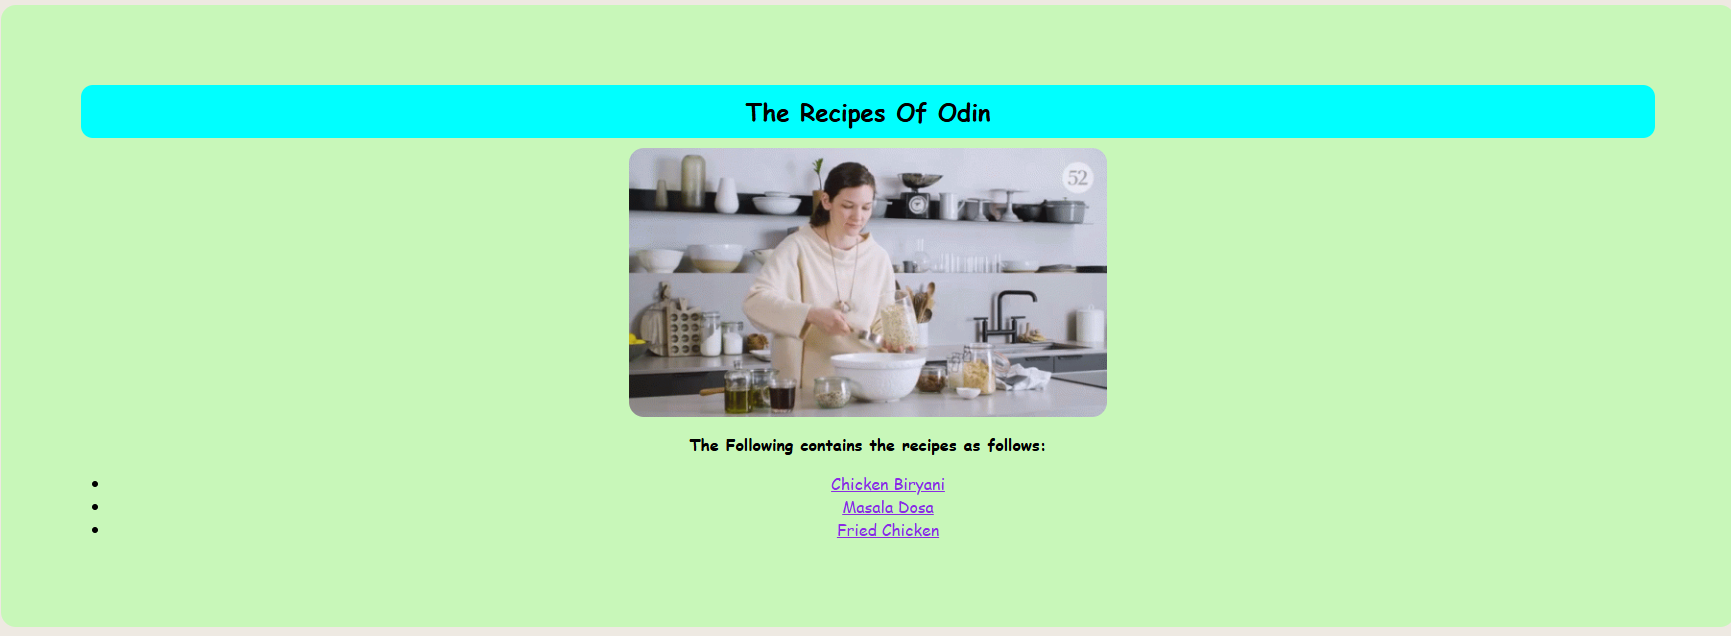 The Recipes Of Odin
52
The Following contains the recipes as follows:
Chicken Biryani
Masala Dosa
Fried Chicken